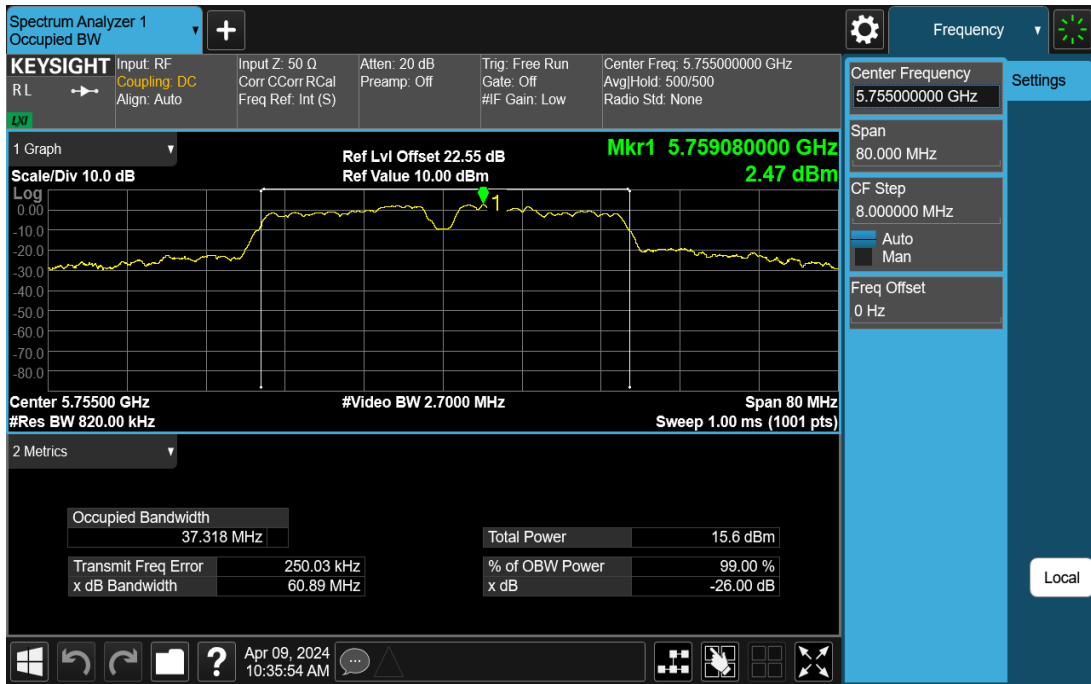 Spectrum Analyzer 1
Occupied BW
+
Frequency
KEYSIGHT
R L
LXI
Input: RF
Coupling: DC
Align: Auto
Input Z: 50 Ω
Corr CCorr RCal
Freq Ref: Int (S)
Atten: 20 dB
Preamp: Off
Trig: Free Run
Gate: Off
#IF Gain: Low
Center Freq: 5.755000000 GHz
Avg|Hold: 500/500
Radio Std: None
1 Graph
Scale/Div 10.0 dB
Ref Lvl Offset 22.55 dB
Ref Value 10.00 dBm
Mkr1 5.759080000 GHz
2.47 dBm
Log
0.00
-10.0
-20.0
-30.0
-40.0
-50.0
-60.0
-70.0
-80.0
1
Center 5.75500 GHz
#Video BW 2.7000 MHz
Span 80 MHz
#Res BW 820.00 kHz
Sweep 1.00 ms (1001 pts)
2 Metrics
Occupied Bandwidth
37.318 MHz
Total Power 15.6 dBm
Transmit Freq Error 250.03 kHz
% of OBW Power 99.00 %
x dB Bandwidth 60.89 MHz
x dB -26.00 dB
Center Frequency
5.755000000 GHz
Settings
Span
80.000 MHz
CF Step
8.000000 MHz
Auto
Man
Freq Offset
0 Hz
Local
?
Apr 09, 2024
10:35:54 AM